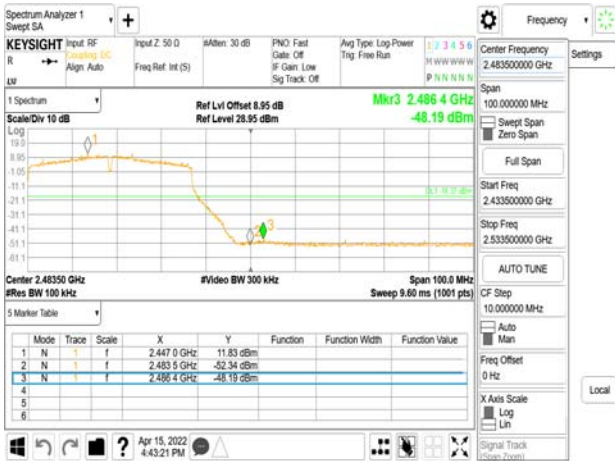 Spectrum Analyzer 1
Swept SA
Frequency
KEYSIGHT
R
Input: RF
Coupling: DC
Align: Auto
Input Z: 50 Ω
Freq Ref: Int (S)
#Atten: 30 dB
PNO: Fast
Gate: Off
IF Gain: Low
Sig Track: Off
Avg Type: Log-Power
Trig: Free Run
1 2 3 4 5 6
M W W W W W
P N N N N N
1 Spectrum
Scale/Div 10 dB
Ref Lvl Offset 8.95 dB
Ref Level 28.95 dBm
Mkr3 2.486 4 GHz
-48.19 dBm
Log
19.0
8.95
-1.05
-11.1
-21.1
-31.1
-41.1
-51.1
-61.1
1
2
3
Center 2.48350 GHz
#Res BW 100 kHz
#Video BW 300 kHz
Span 100.0 MHz
Sweep 9.60 ms (1001 pts)
5 Marker Table
Mode Trace Scale X Y Function Function Width Function Value
1 N 1 f 2.447 0 GHz 11.83 dBm
2 N 1 f 2.483 5 GHz -52.34 dBm
3 N 1 f 2.486 4 GHz -48.19 dBm
4
5
6
Apr 15, 2022
4:43:21 PM
Center Frequency
2.483500000 GHz
Settings
Span
100.000000 MHz
Swept Span
Zero Span
Full Span
Start Freq
2.433500000 GHz
Stop Freq
2.533500000 GHz
AUTO TUNE
CF Step
10.000000 MHz
Auto
Man
Freq Offset
0 Hz
X Axis Scale
Log
Lin
Local
Signal Track
(Span Zoom)